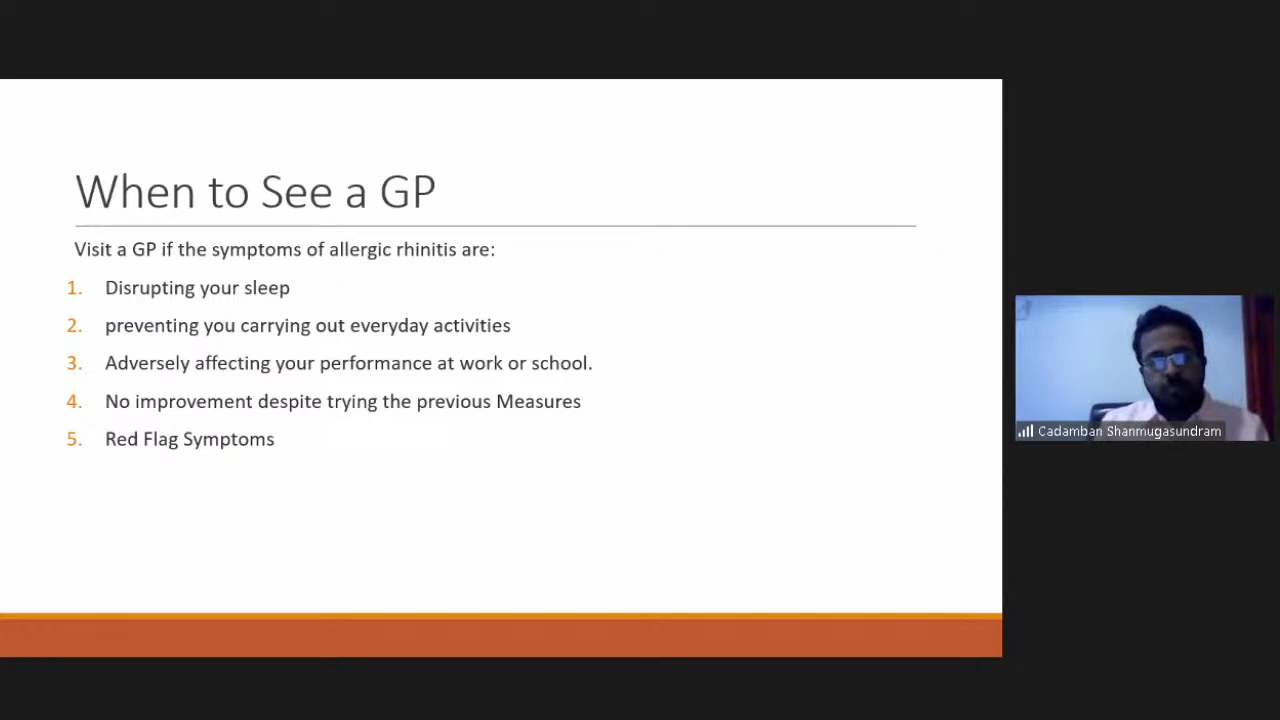 When to See a GP
Visit a GP if the symptoms of allergic rhinitis are:
1. Disrupting your sleep
2. preventing you carrying out everyday activities
3. Adversely affecting your performance at work or school.
4. No improvement despite trying the previous Measures
5. Red Flag Symptoms
Cadamban Shanmugasundram